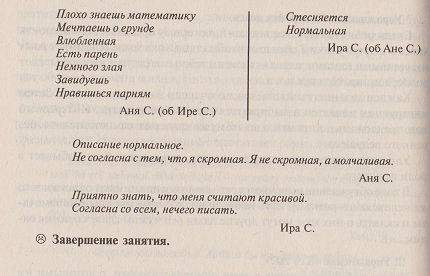 Плохо знаешь математику
Мечтаешь о ерунде
Влюбленная
Есть парень
Немного злая
Завидуешь
Нравишься парням
Аня С. (об Ире С.)
Стесняется
Нормальная
Ира С. (об Ане С.)
Описание нормальное.
Не согласна с тем, что я скромная. Я не скромная, а молчаливая.
Аня С.
Приятно знать, что меня считают красивой.
Согласна со всем, нечего писать.
Ира С.
☹ Завершение занятия.